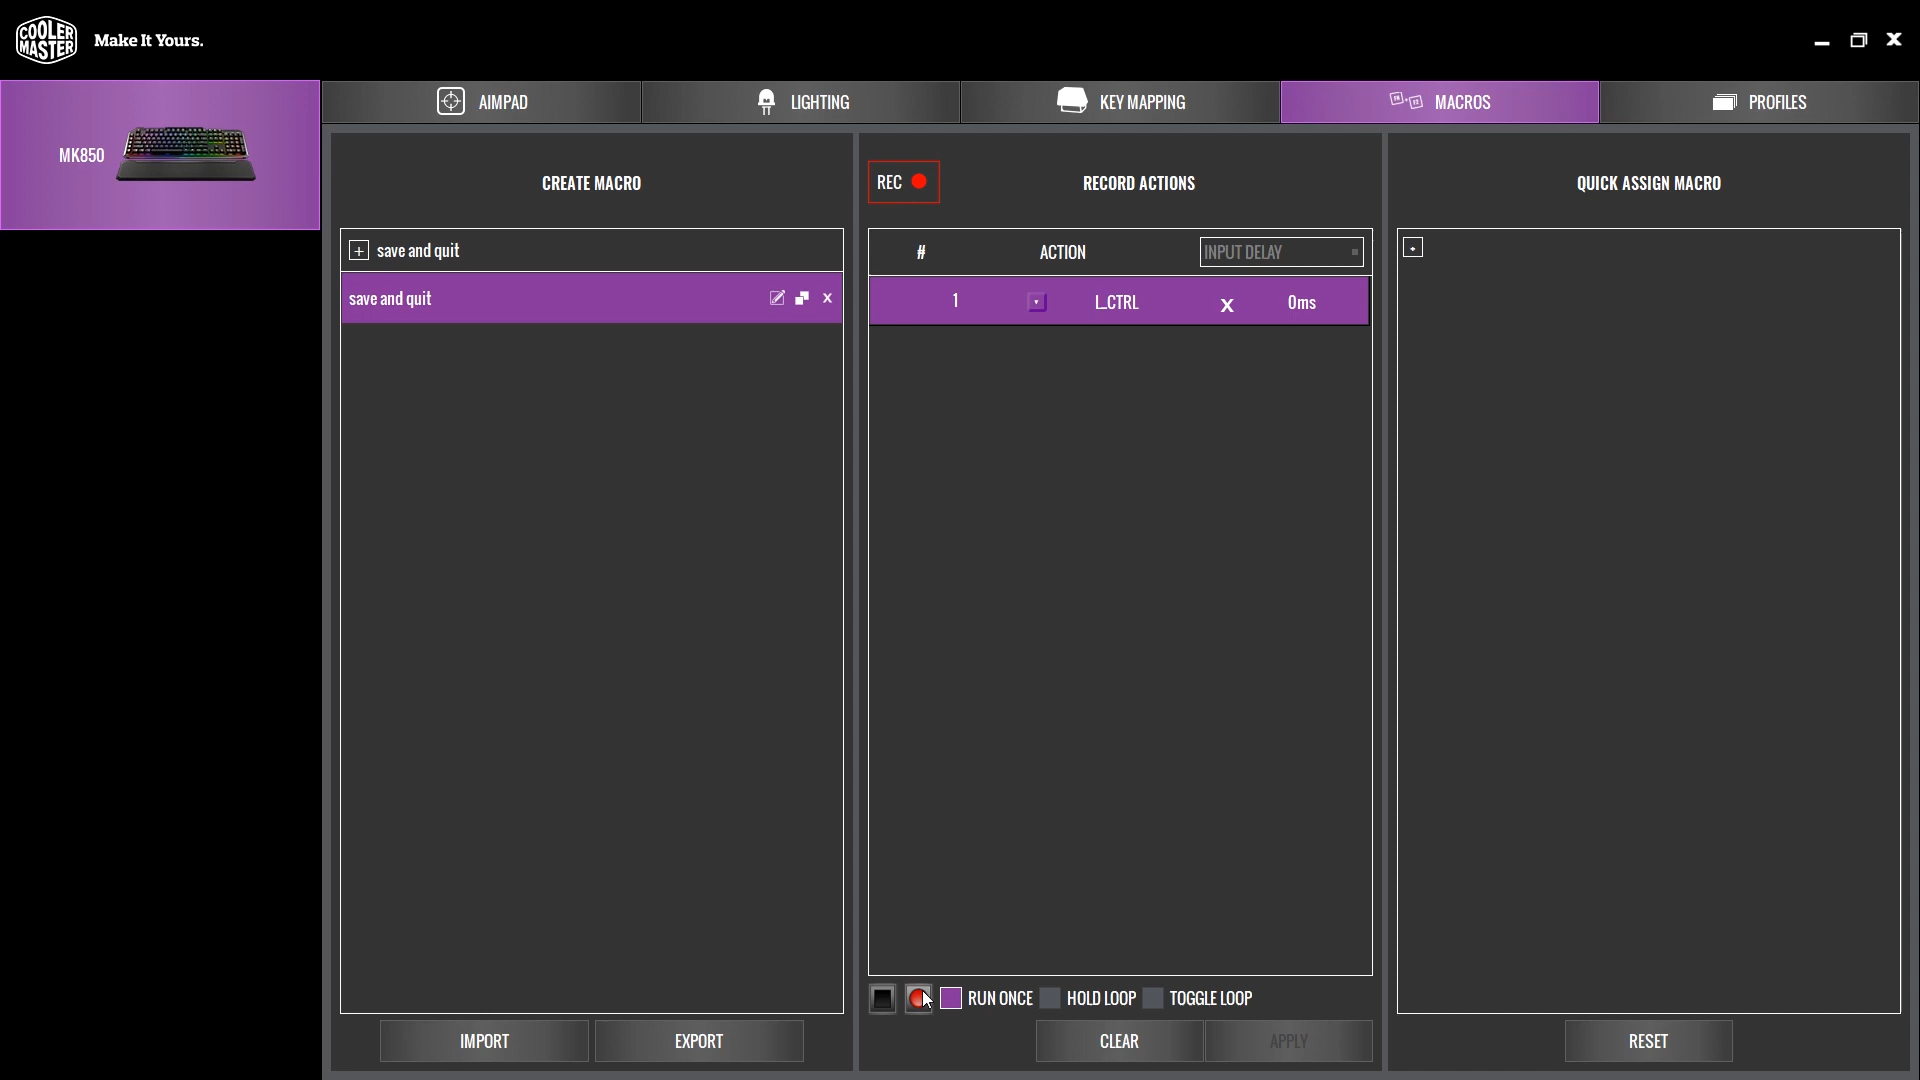 COOLER
MASTER
Make It Yours.
MK850
AIMPAD
LIGHTING
KEY MAPPING
MACROS
PROFILES
CREATE MACRO
save and quit
save and quit
x
IMPORT
EXPORT
REC
RECORD ACTIONS
# ACTION INPUT DELAY
1 L_CTRL X 0ms
RUN ONCE
HOLD LOOP
TOGGLE LOOP
CLEAR
APPLY
QUICK ASSIGN MACRO
RESET